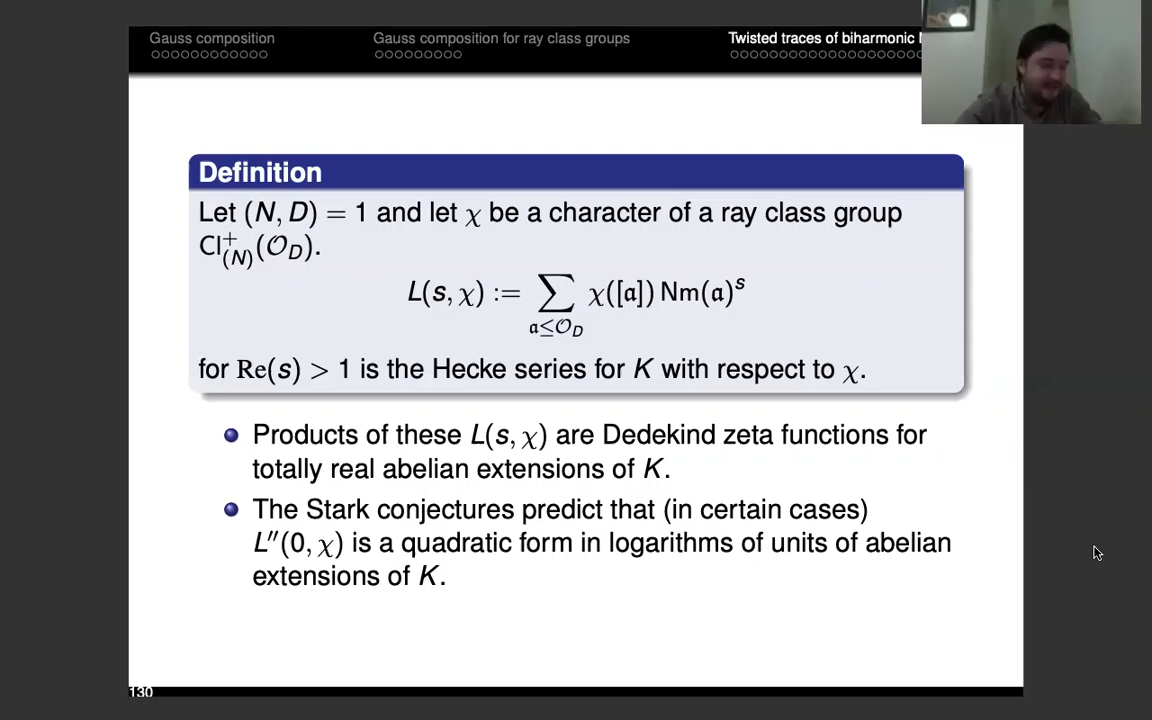 Gauss composition
Gauss composition for ray class groups
Twisted traces of biharmonic
Definition
Let (N, D) = 1 and let χ be a character of a ray class group
Cl⁺₍N₎(𝒪_D).
L(s, χ) := ∑_{𝔞≤𝒪_D} χ([𝔞]) Nm(𝔞)^s
for Re(s) > 1 is the Hecke series for K with respect to χ.
Products of these L(s, χ) are Dedekind zeta functions for
totally real abelian extensions of K.
The Stark conjectures predict that (in certain cases)
L″(0, χ) is a quadratic form in logarithms of units of abelian
extensions of K.
130